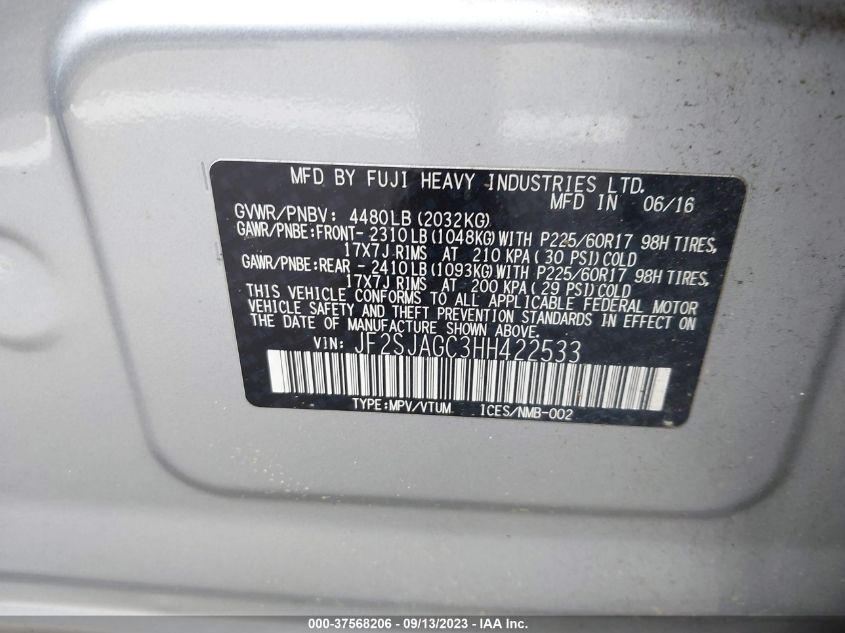 MFD BY FUJI HEAVY INDUSTRIES LTD.
MFD IN 06/16
GVWR/PNBV: 4480LB (2032KG)
GAWR/PNBE:FRONT- 2310LB (1048KG) WITH P225/60R17 98H TIRES,
17X7J RIMS AT 210 KPA ( 30 PSI) COLD
GAWR/PNBE:REAR - 2410LB (1093KG) WITH P225/60R17 98H TIRES,
17X7J RIMS AT 200 KPA ( 29 PSI) COLD
THIS VEHICLE CONFORMS TO ALL APPLICABLE FEDERAL MOTOR
VEHICLE SAFETY AND THEFT PREVENTION STANDARDS IN EFFECT ON
THE DATE OF MANUFACTURE SHOWN ABOVE.
VIN: JF2SJAGC3HH422533
TYPE:MPV/VTUM ICES/NMB-002
000-37568206 - 09/13/2023 - IAA Inc.